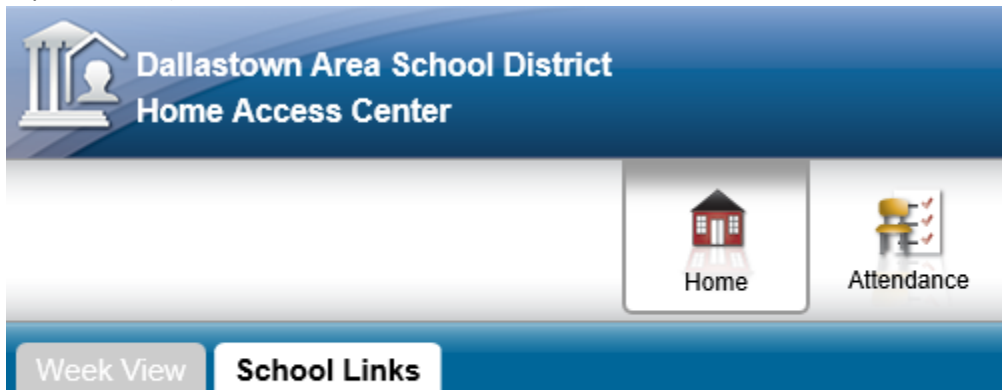 Dallastown Area School District
Home Access Center
Home
Attendance
Week View
School Links